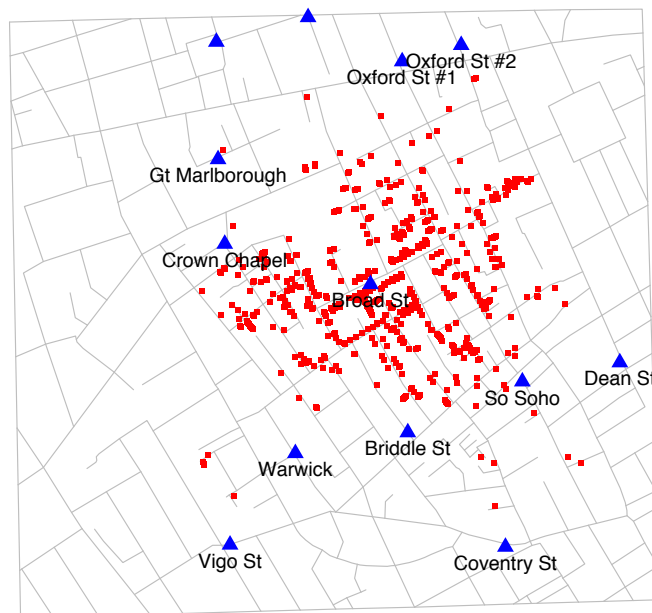 Oxford St #2
Oxford St #1
Gt Marlborough
Crown Chapel
Broad St
Dean St
So Soho
Briddle St
Warwick
Vigo St
Coventry St